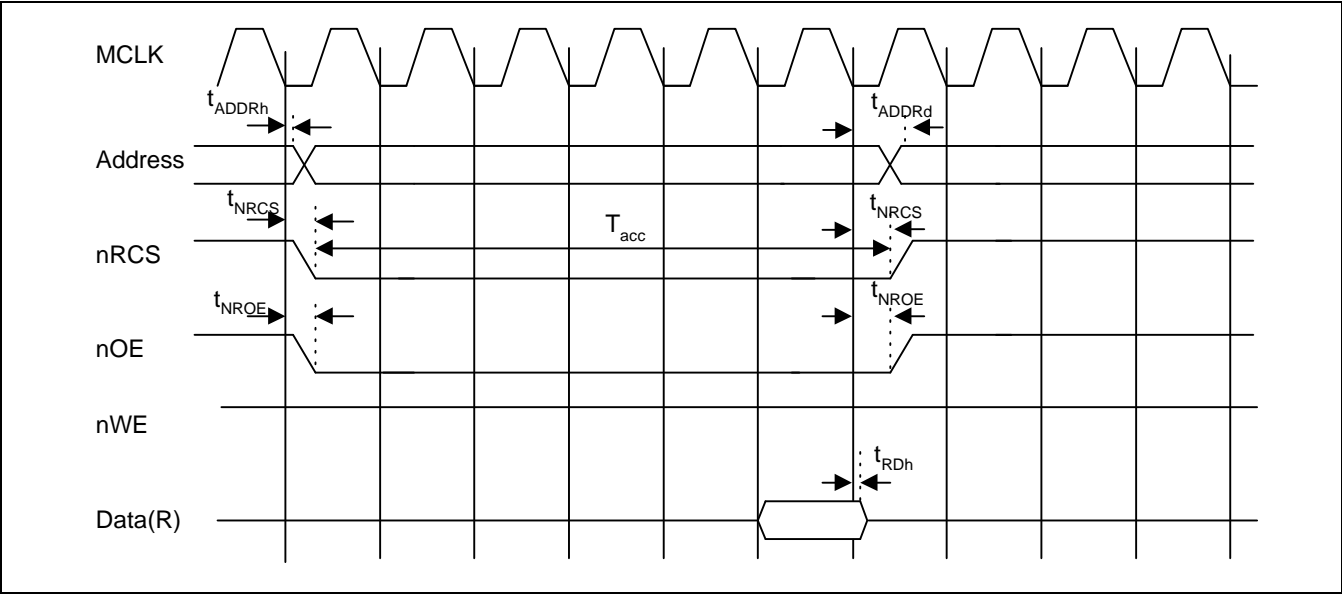 MCLK
tADDRh
tADDRd
Address
tNRCS
tNRCS
Tacc
nRCS
tNROE
tNROE
nOE
nWE
tRDh
Data(R)